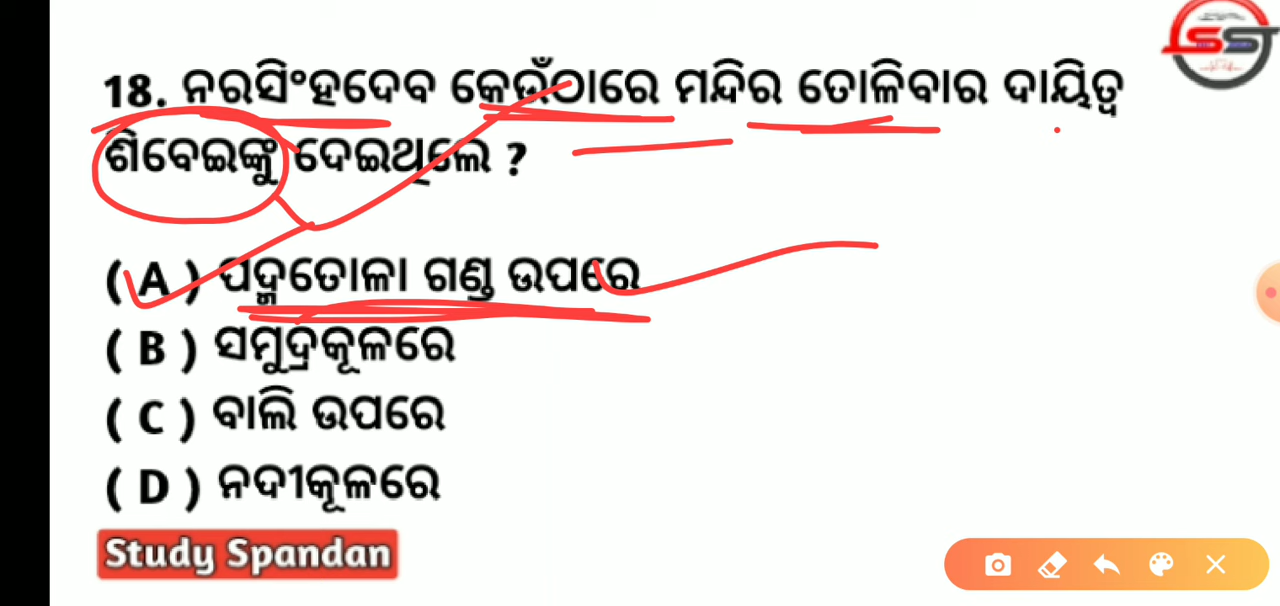 18. ନରସିଂହଦେବ କେଉଁଠାରେ ମନ୍ଦିର ତୋଳିବାର ଦାୟିତ୍ୱ
ଶିବେଇଙ୍କୁ ଦେଇଥିଲେ ?
( A ) ପଦ୍ମତୋଳା ଗଣ୍ଡ ଉପରେ
( B ) ସମୁଦ୍ରକୂଳରେ
( C ) ବାଲି ଉପରେ
( D ) ନଦୀକୂଳରେ
Study Spandan